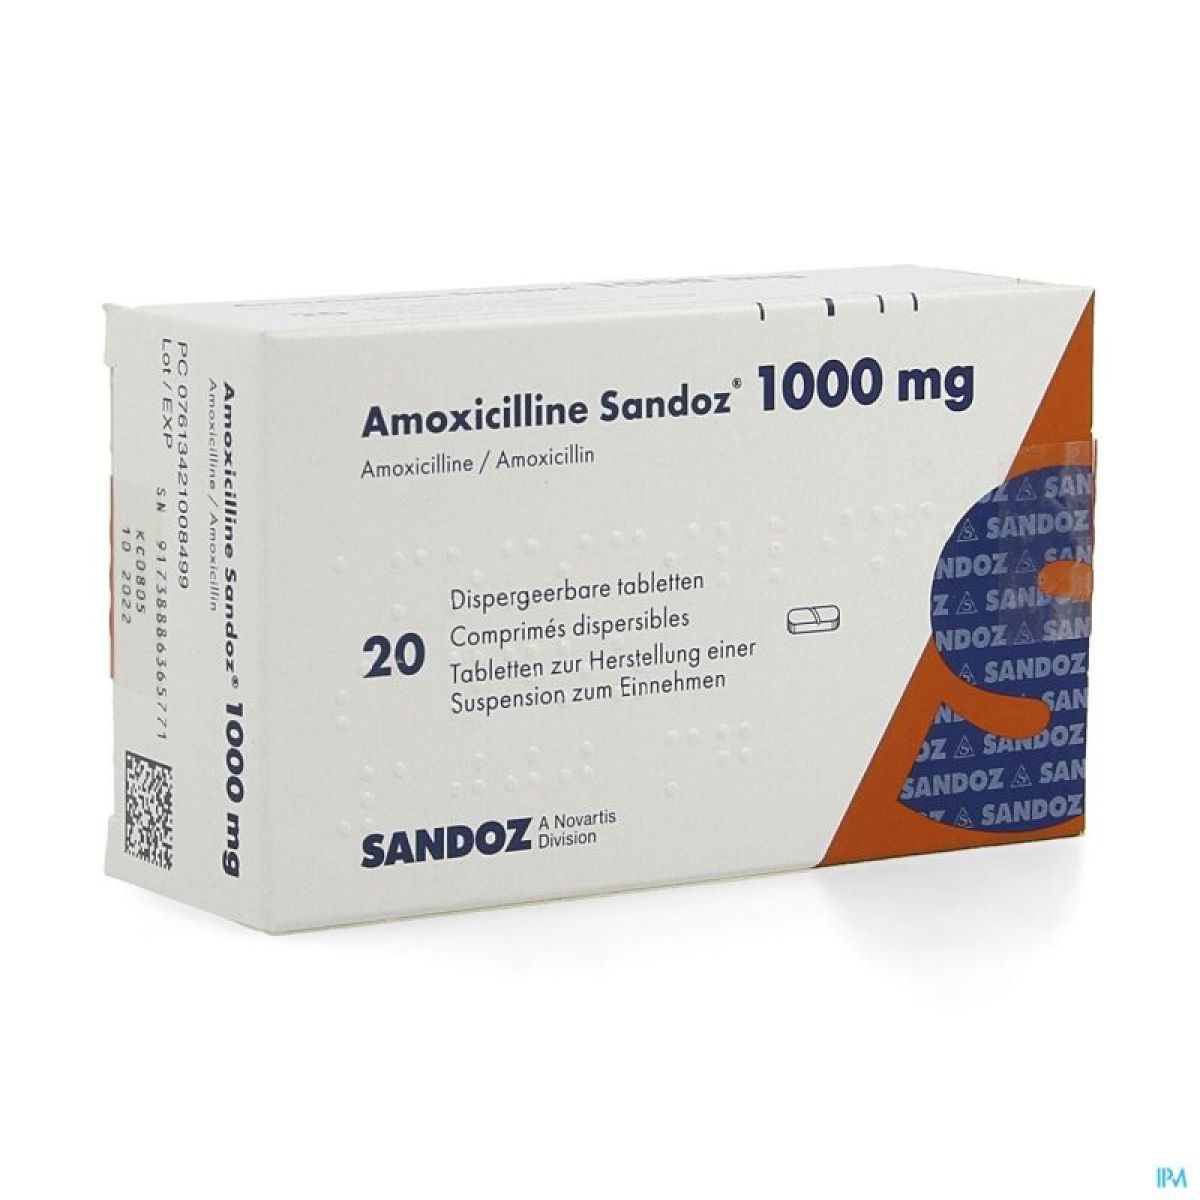 Amoxicilline Sandoz® 1000 mg
Amoxicilline / Amoxicillin
20
Dispergeerbare tabletten
Comprimés dispersibles
Tabletten zur Herstellung einer
Suspension zum Einnehmen
SANDOZ A Novartis
Division
PC 07613421008499
Lot / EXP
SN 91738886365771
KC0805
10 2022
Amoxicilline Sandoz® 1000 mg
Amoxicilline / Amoxicillin
SANDOZ
SANDOZ
SANDOZ
SANDOZ
SANDOZ
SANDOZ
IPM